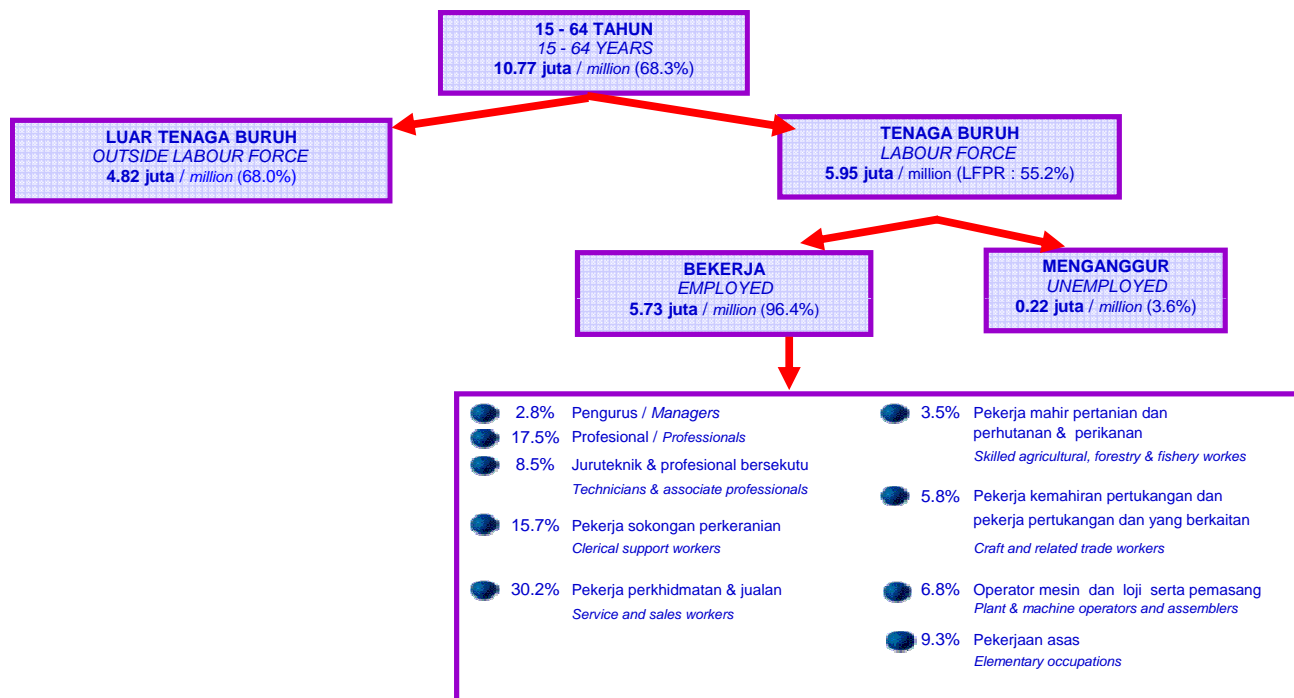 15 - 64 TAHUN
15 - 64 YEARS
10.77 juta / million (68.3%)
LUAR TENAGA BURUH
OUTSIDE LABOUR FORCE
4.82 juta / million (68.0%)
TENAGA BURUH
LABOUR FORCE
5.95 juta / million (LFPR : 55.2%)
BEKERJA
EMPLOYED
5.73 juta / million (96.4%)
MENGANGGUR
UNEMPLOYED
0.22 juta / million (3.6%)
2.8% Pengurus / Managers
17.5% Profesional / Professionals
8.5% Juruteknik & profesional bersekutu
Technicians & associate professionals
15.7% Pekerja sokongan perkeranian
Clerical support workers
30.2% Pekerja perkhidmatan & jualan
Service and sales workers
3.5% Pekerja mahir pertanian dan
perhutanan & perikanan
Skilled agricultural, forestry & fishery workes
5.8% Pekerja kemahiran pertukangan dan
pekerja pertukangan dan yang berkaitan
Craft and related trade workers
6.8% Operator mesin dan loji serta pemasang
Plant & machine operators and assemblers
9.3% Pekerjaan asas
Elementary occupations